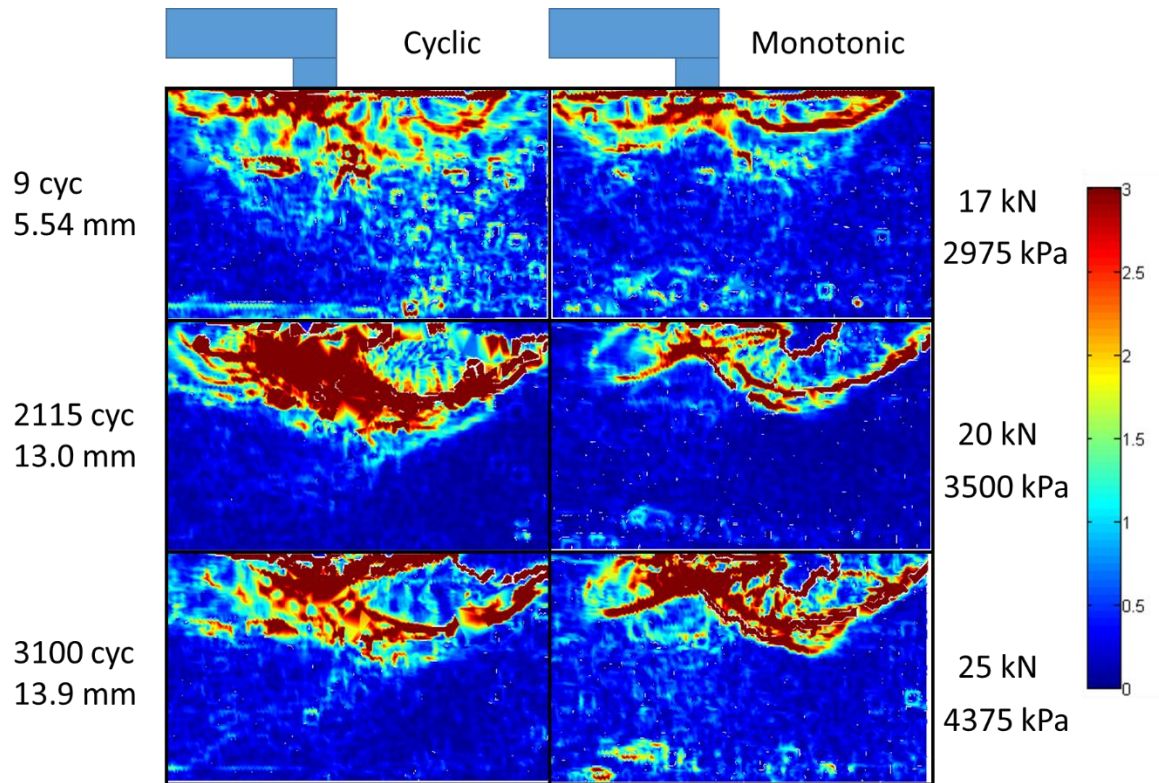 Cyclic
Monotonic
9 cyc
5.54 mm
17 kN
2975 kPa
2115 cyc
13.0 mm
20 kN
3500 kPa
3100 cyc
13.9 mm
25 kN
4375 kPa
3
2.5
2
1.5
1
0.5
0